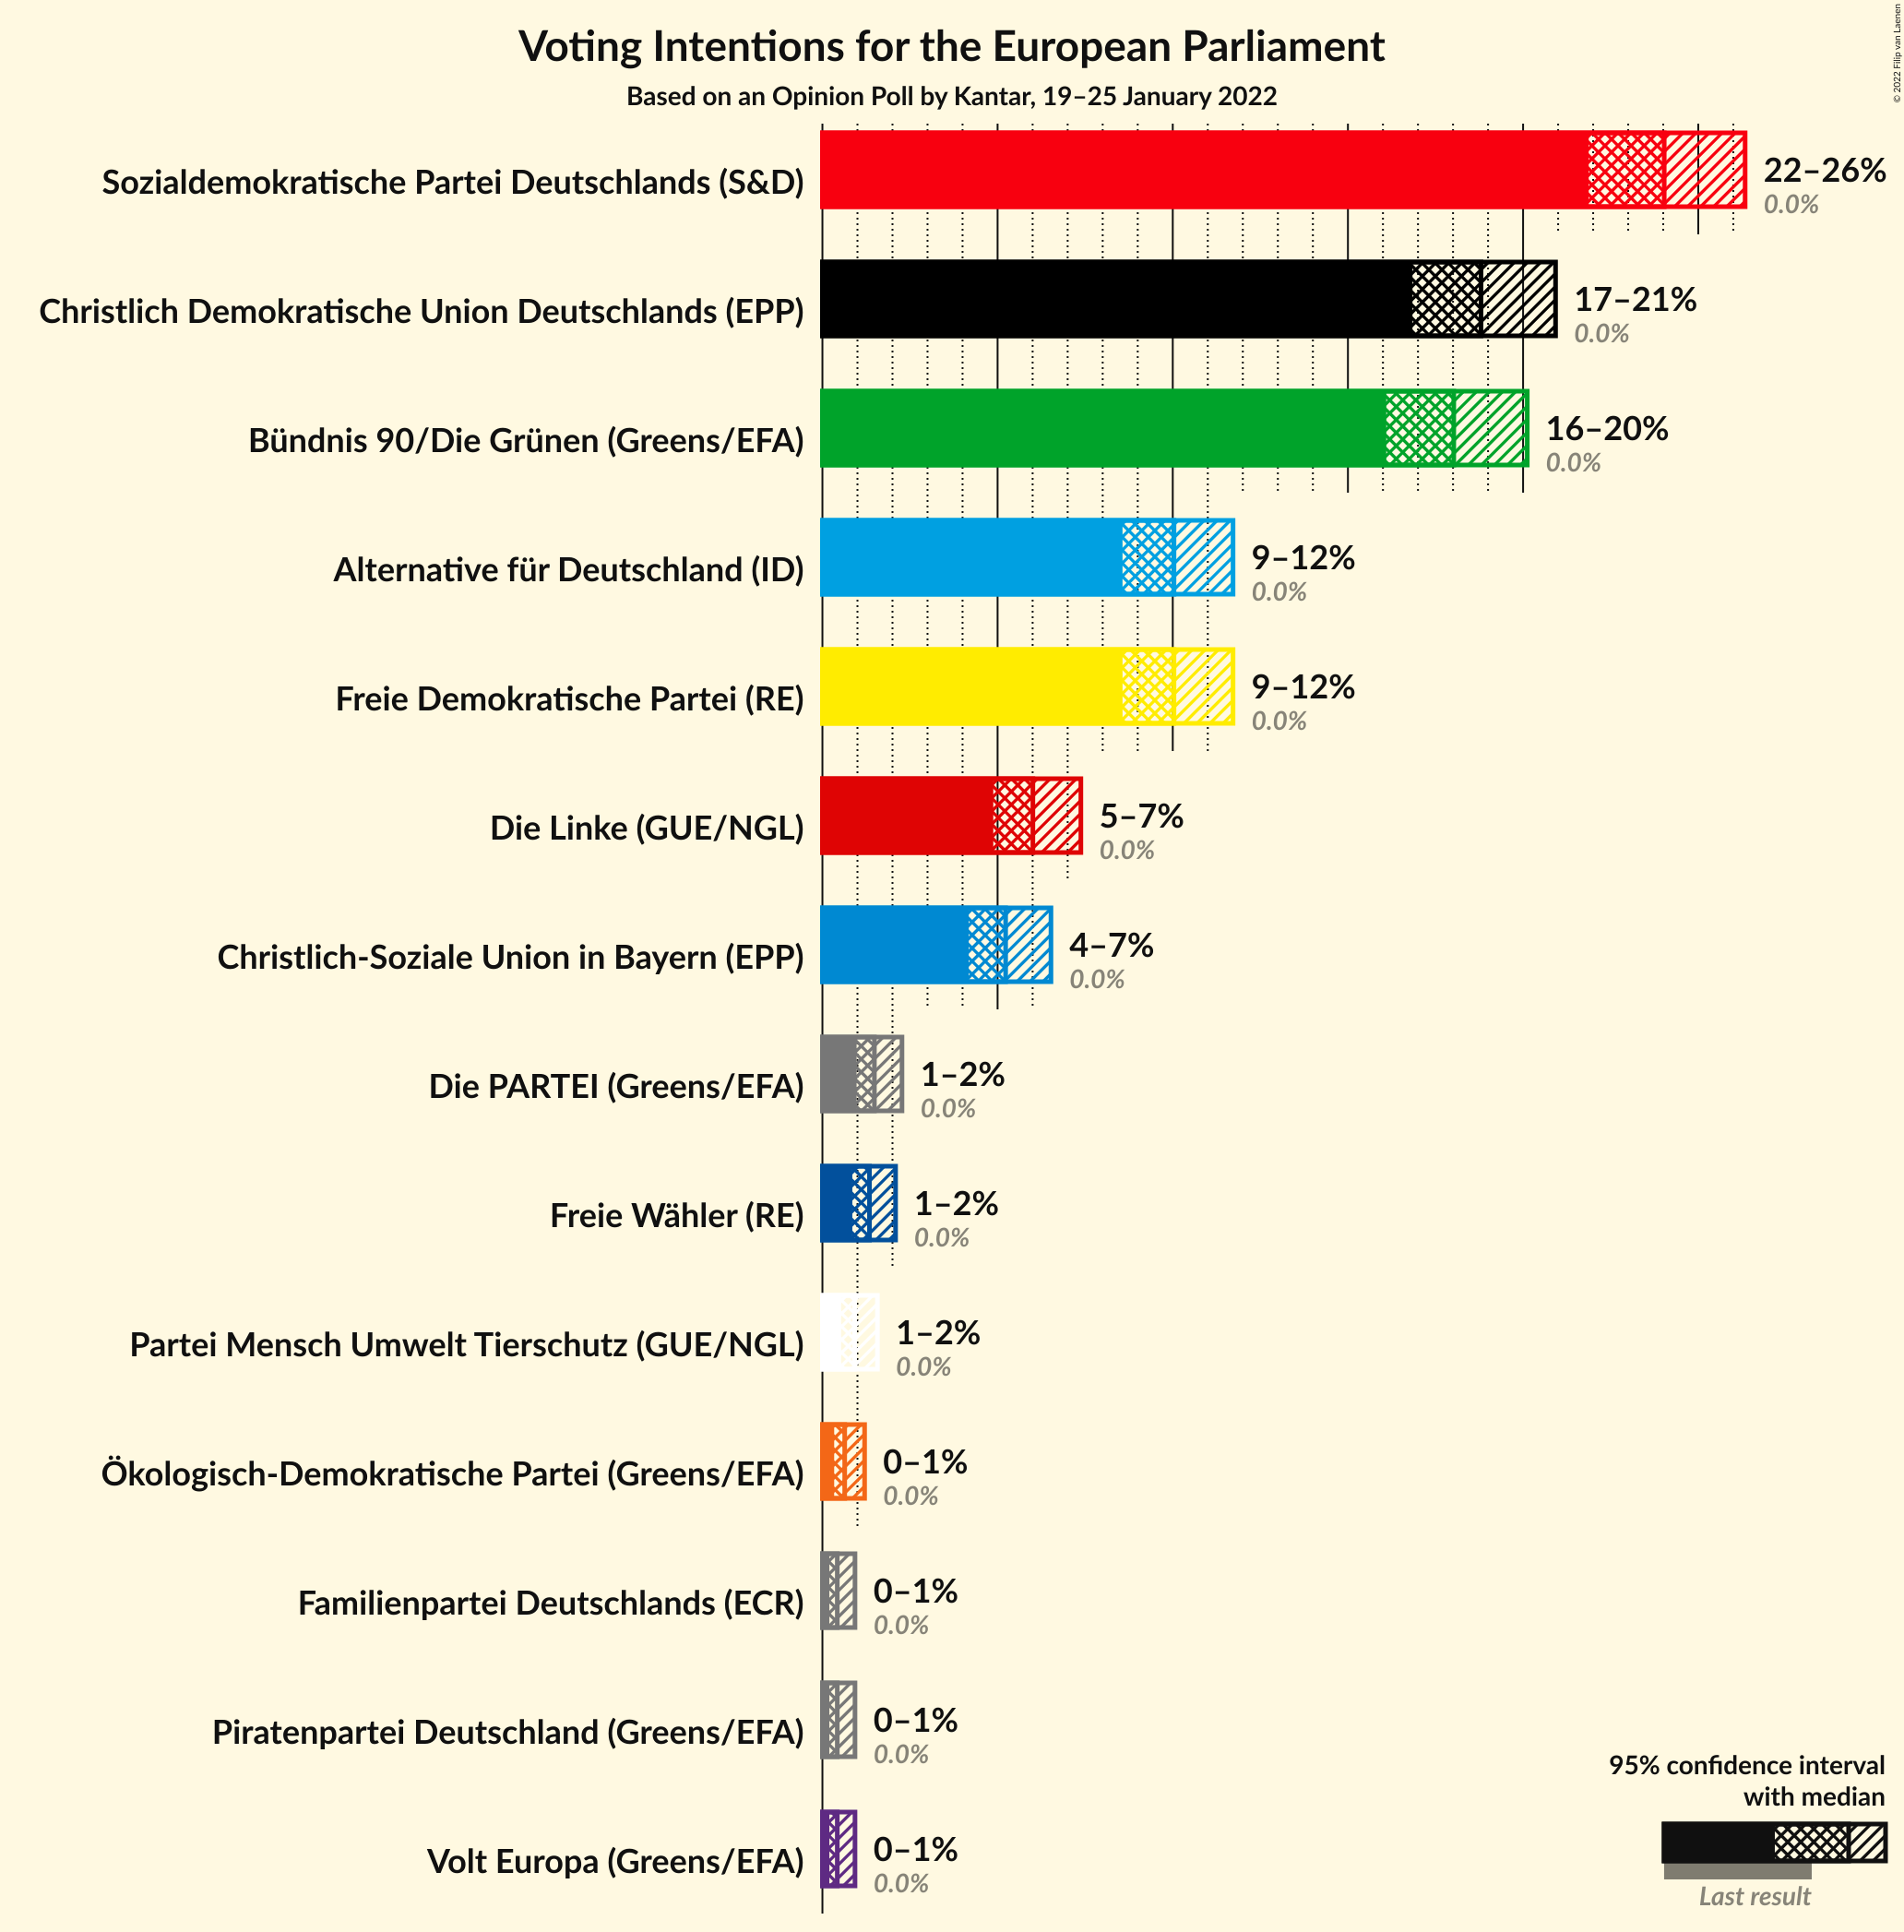 Voting Intentions for the European Parliament
Based on an Opinion Poll by Kantar, 19–25 January 2022
© 2022 Filip van Laenen
Sozialdemokratische Partei Deutschlands (S&D)
22–26%
0.0%
Christlich Demokratische Union Deutschlands (EPP)
17–21%
0.0%
Bündnis 90/Die Grünen (Greens/EFA)
16–20%
0.0%
Alternative für Deutschland (ID)
9–12%
0.0%
Freie Demokratische Partei (RE)
9–12%
0.0%
Die Linke (GUE/NGL)
5–7%
0.0%
Christlich-Soziale Union in Bayern (EPP)
4–7%
0.0%
Die PARTEI (Greens/EFA)
1–2%
0.0%
Freie Wähler (RE)
1–2%
0.0%
Partei Mensch Umwelt Tierschutz (GUE/NGL)
1–2%
0.0%
Ökologisch-Demokratische Partei (Greens/EFA)
0–1%
0.0%
Familienpartei Deutschlands (ECR)
0–1%
0.0%
Piratenpartei Deutschland (Greens/EFA)
0–1%
0.0%
Volt Europa (Greens/EFA)
0–1%
0.0%
95% confidence interval
with median
Last result